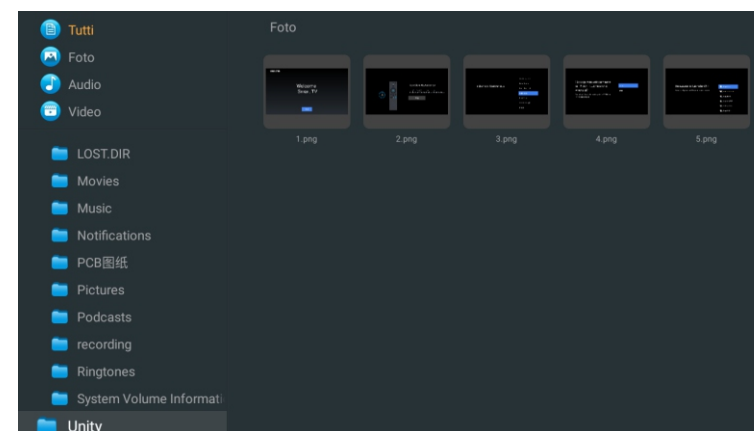 Tutti
Foto
Audio
Video
LOST.DIR
Movies
Music
Notifications
PCB图纸
Pictures
Podcasts
recording
Ringtones
System Volume Informati
Unity
Foto
1.png
2.png
3.png
4.png
5.png